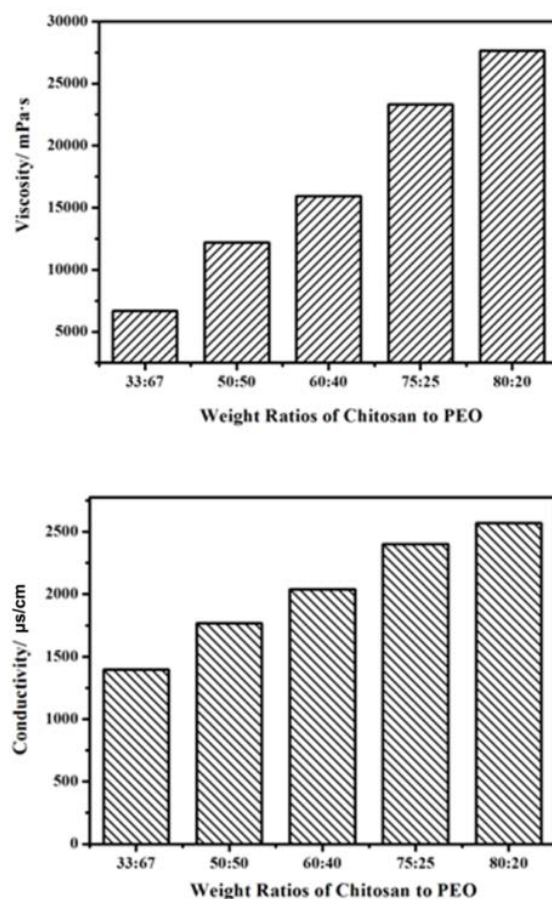 30000
25000
20000
15000
10000
5000
Viscosity/ mPa·s
33:67 50:50 60:40 75:25 80:20
Weight Ratios of Chitosan to PEO
2500
2000
1500
1000
500
0
Conductivity/ µs/cm
33:67 50:50 60:40 75:25 80:20
Weight Ratios of Chitosan to PEO